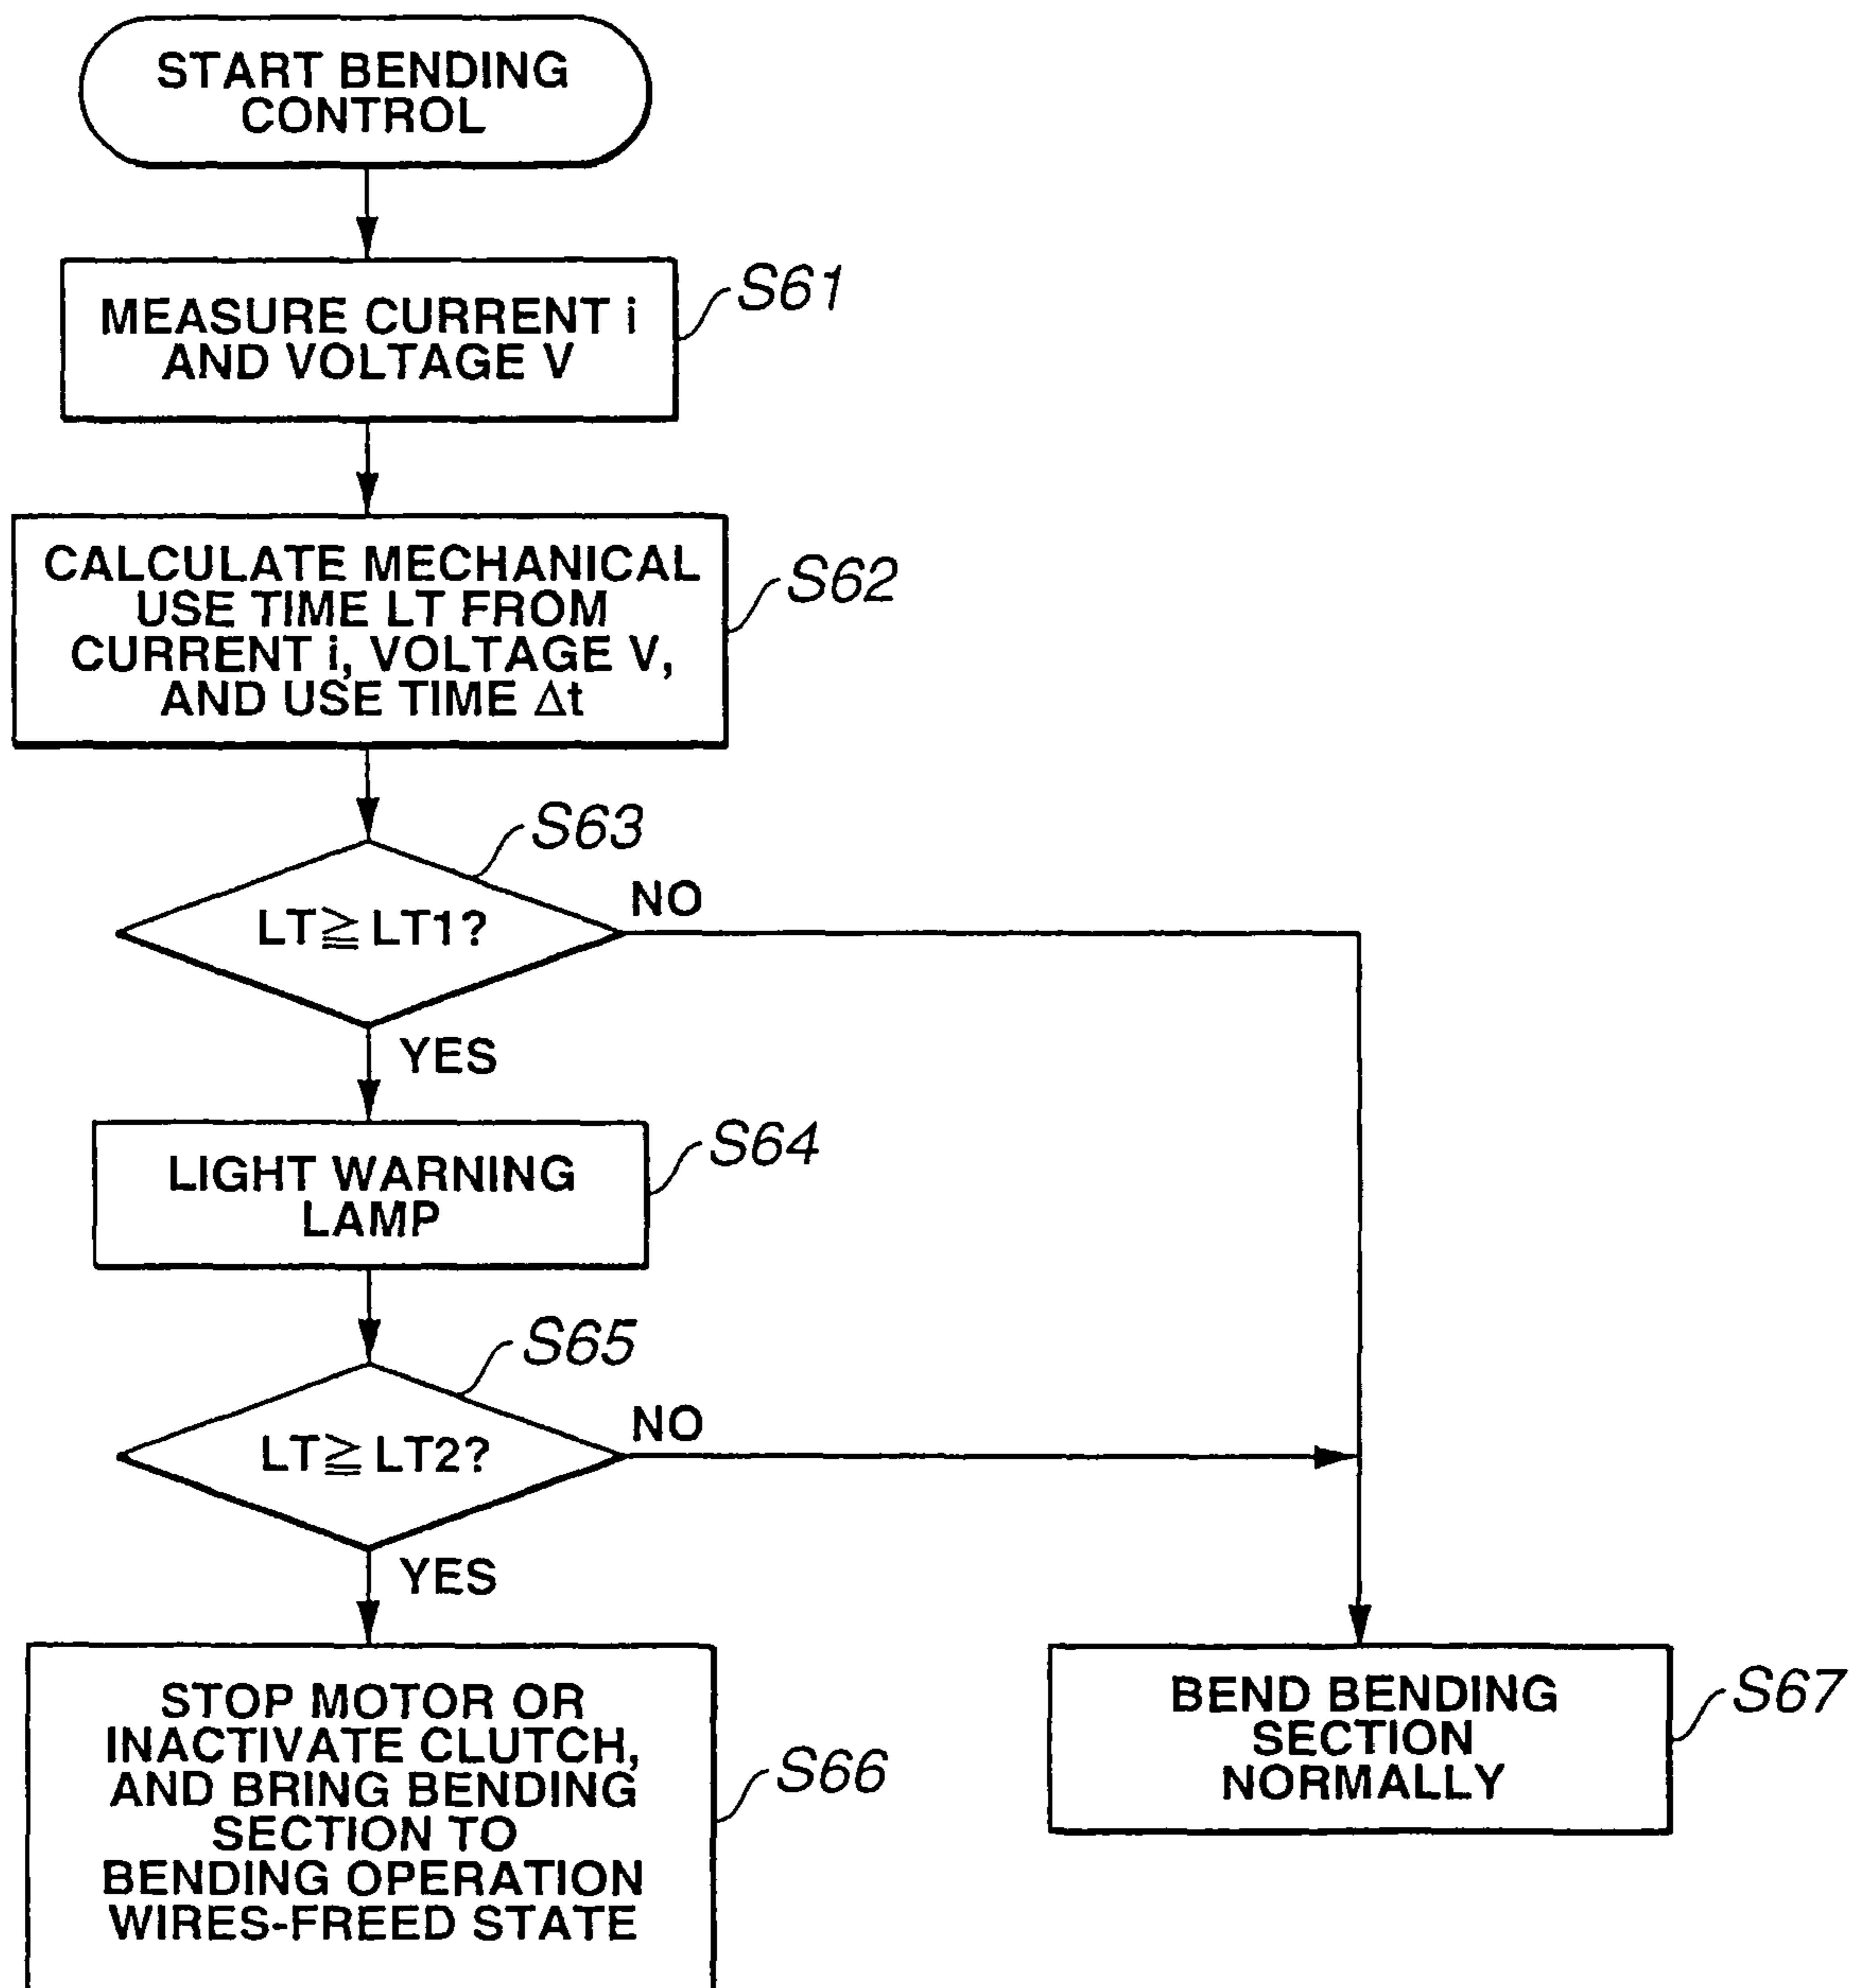 START BENDING
CONTROL
MEASURE CURRENT i
AND VOLTAGE V
S61
CALCULATE MECHANICAL
USE TIME LT FROM
CURRENT i, VOLTAGE V,
AND USE TIME Δt
S62
S63
LT≧LT1?
NO
YES
LIGHT WARNING
LAMP
S64
S65
LT≧LT2?
NO
YES
STOP MOTOR OR
INACTIVATE CLUTCH,
AND BRING BENDING
SECTION TO
BENDING OPERATION
WIRES-FREED STATE
S66
BEND BENDING
SECTION
NORMALLY
S67